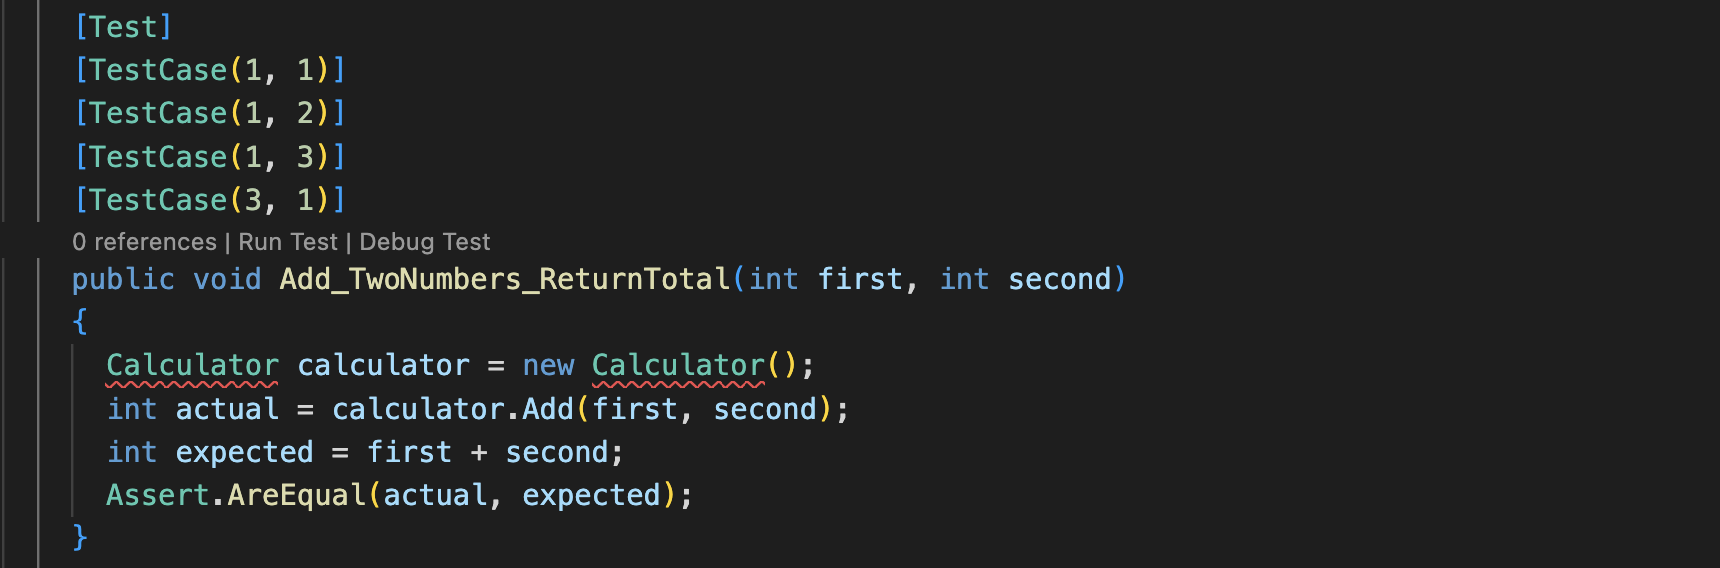 [Test]
[TestCase(1, 1)]
[TestCase(1, 2)]
[TestCase(1, 3)]
[TestCase(3, 1)]
0 references | Run Test | Debug Test
public void Add_TwoNumbers_ReturnTotal(int first, int second)
{
  Calculator calculator = new Calculator();
  int actual = calculator.Add(first, second);
  int expected = first + second;
  Assert.AreEqual(actual, expected);
}